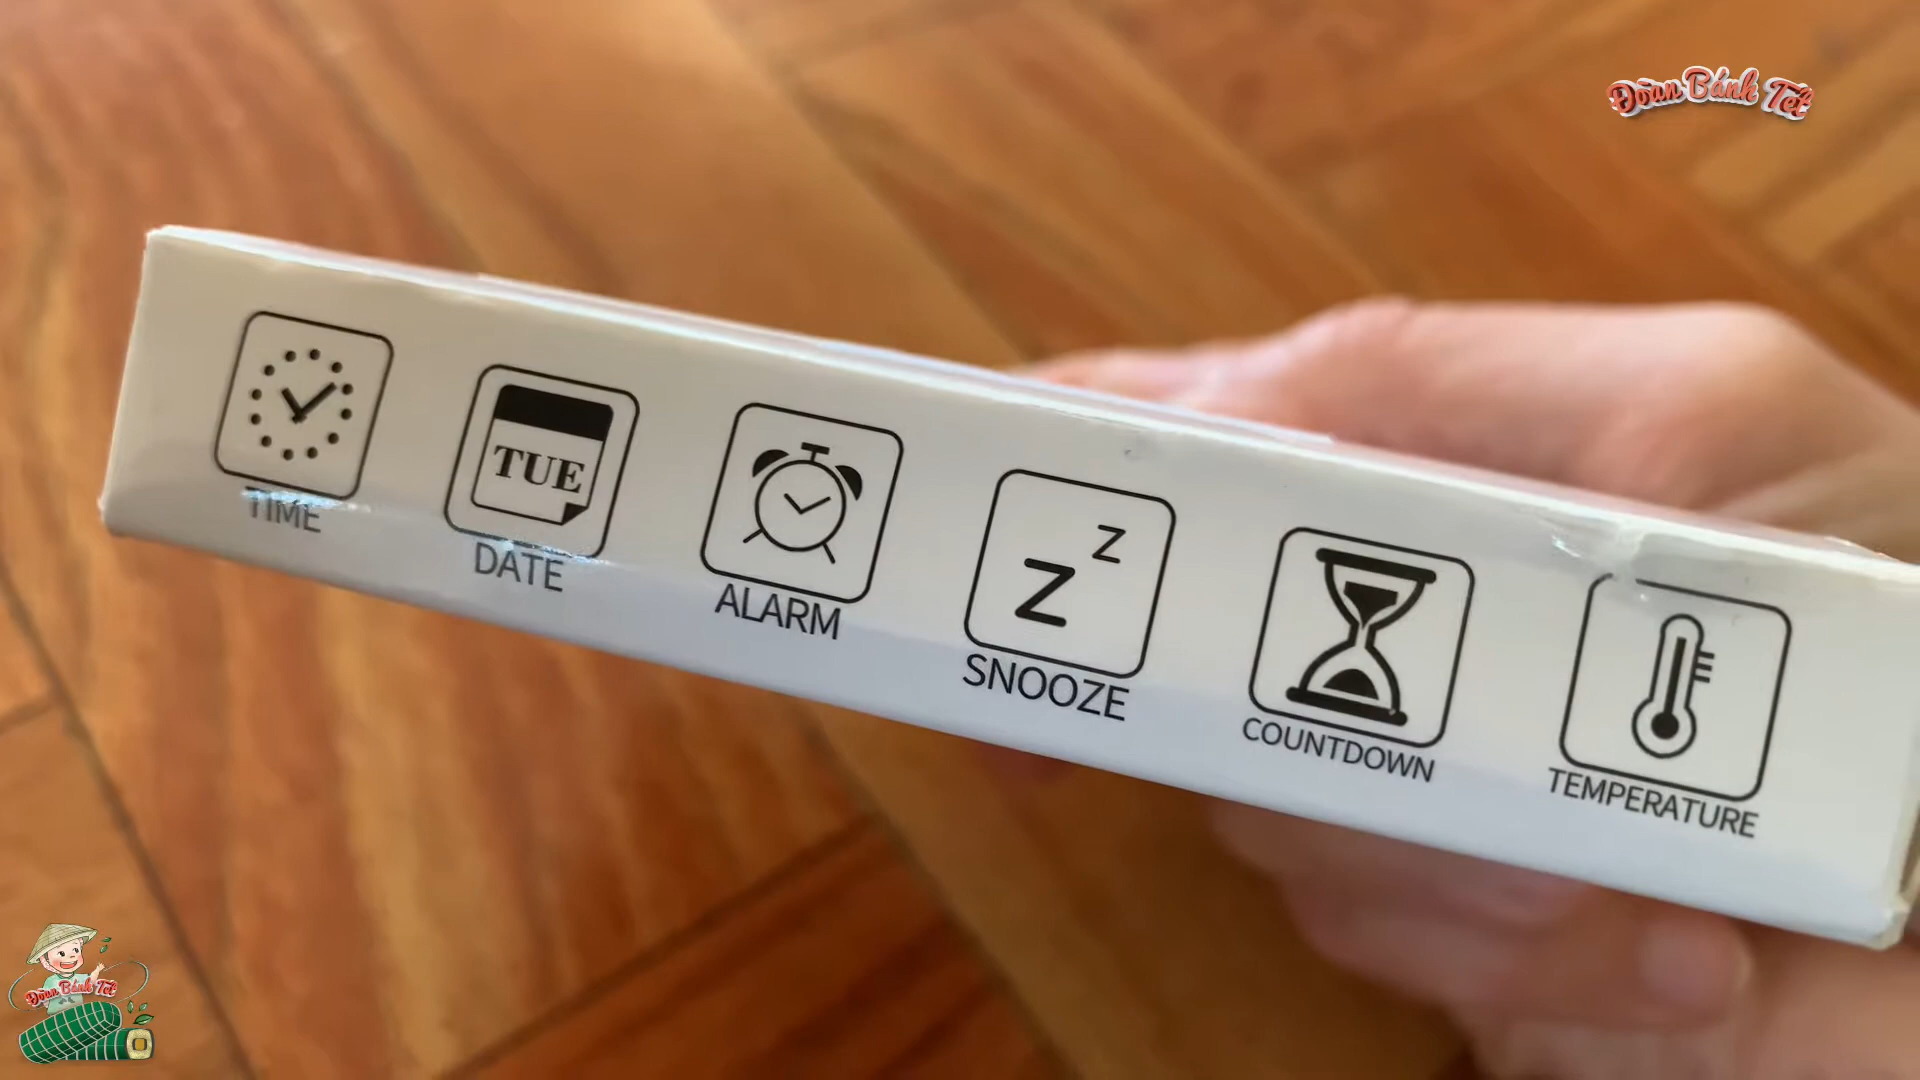 Đoàn Bánh Tét
TIME
TUE
DATE
ALARM
Z
Z
SNOOZE
COUNTDOWN
TEMPERATURE
Đoàn Bánh Tét